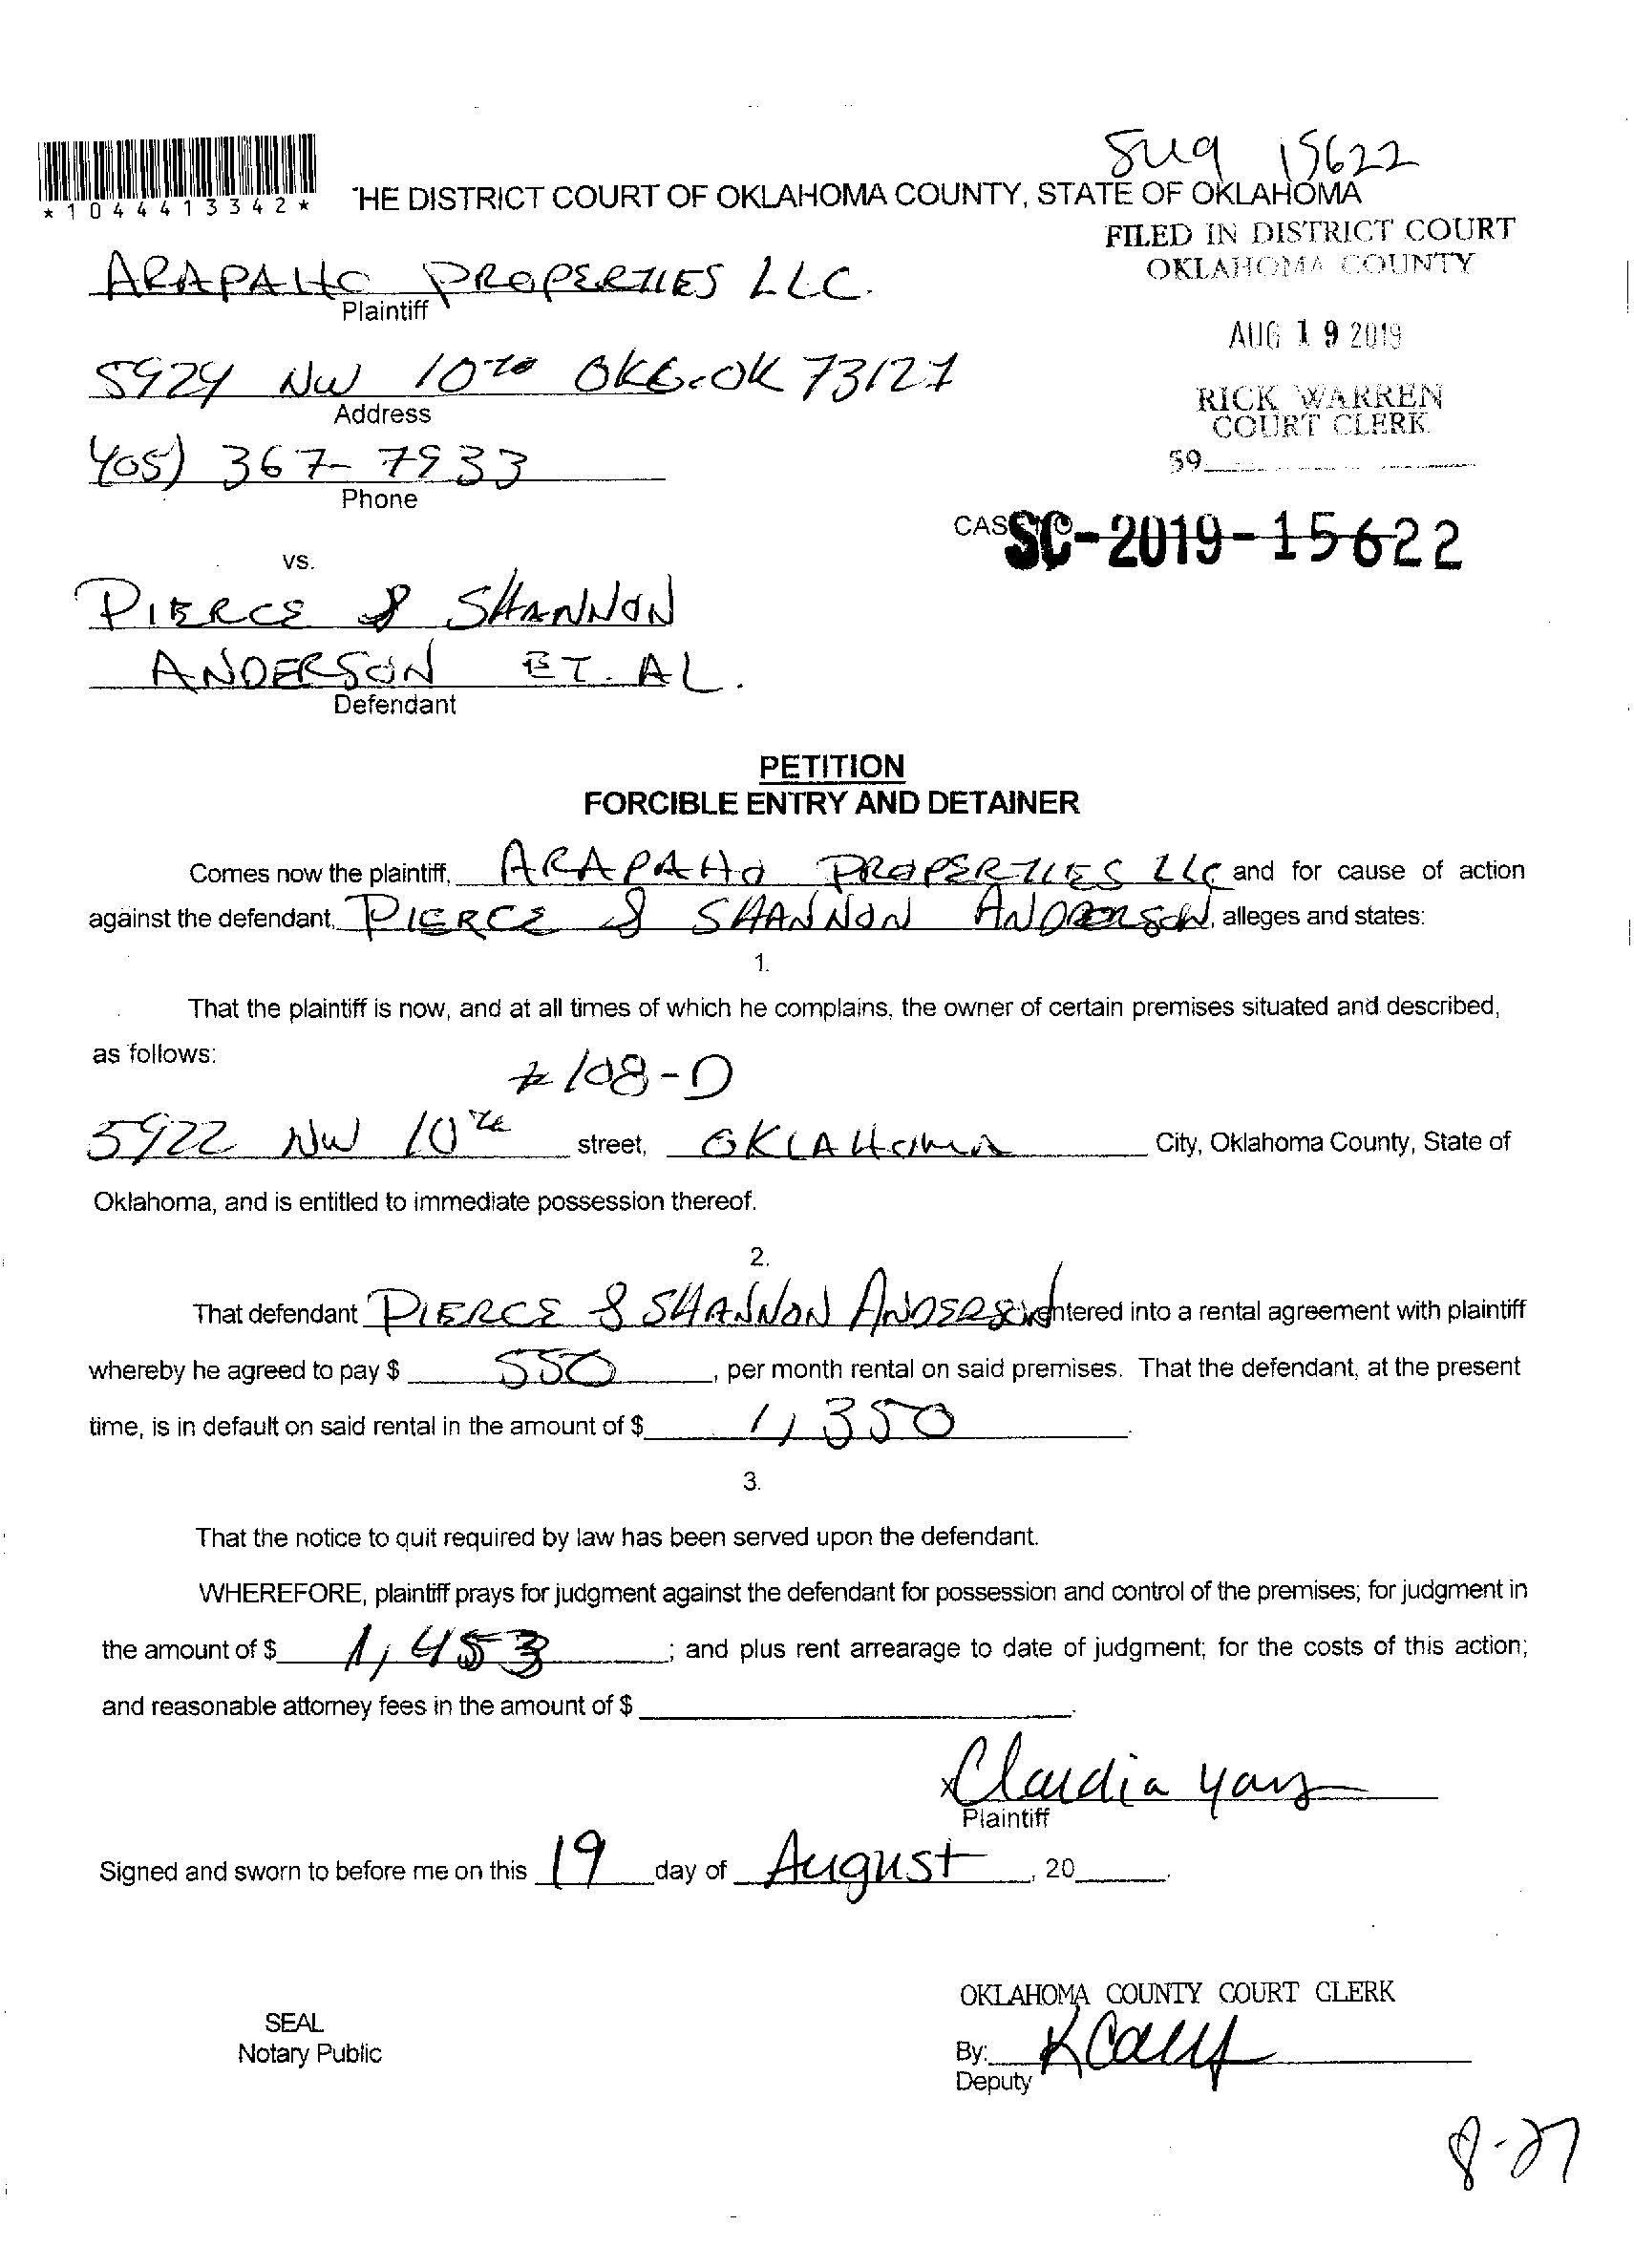 Sug 15622
*1044413342*
THE DISTRICT COURT OF OKLAHOMA COUNTY, STATE OF OKLAHOMA
FILED IN DISTRICT COURT
OKLAHOMA COUNTY
ARAPAHO PROPERTIES LLC.
Plaintiff
AUG 19 2019
5924 NW 10th OKC. OK 73127
Address
RICK WARREN
COURT CLERK
405) 367-7933
Phone
59
CAS SC-2019-15622
vs.
PIERCE & SHANNON
ANDERSON ET. AL.
Defendant
PETITION
FORCIBLE ENTRY AND DETAINER
Comes now the plaintiff, ARAPAHO PROPERTIES LLC and for cause of action
against the defendant, PIERCE & SHANNON ANDERSON, alleges and states:
1.
That the plaintiff is now, and at all times of which he complains, the owner of certain premises situated and described,
as follows:
#108-D
5922 NW 10th street, OKLAHOMA City, Oklahoma County, State of
Oklahoma, and is entitled to immediate possession thereof.
2.
That defendant PIERCE & SHANNON ANDERSON entered into a rental agreement with plaintiff
whereby he agreed to pay $ 550, per month rental on said premises. That the defendant, at the present
time, is in default on said rental in the amount of $ 1,350.
3.
That the notice to quit required by law has been served upon the defendant.
WHEREFORE, plaintiff prays for judgment against the defendant for possession and control of the premises; for judgment in
the amount of $ 1,453; and plus rent arrearage to date of judgment; for the costs of this action;
and reasonable attorney fees in the amount of $
x Claudia
Plaintiff
Signed and sworn to before me on this 19 day of August, 20
OKLAHOMA COUNTY COURT CLERK
SEAL
Notary Public
By:
Deputy
8-27